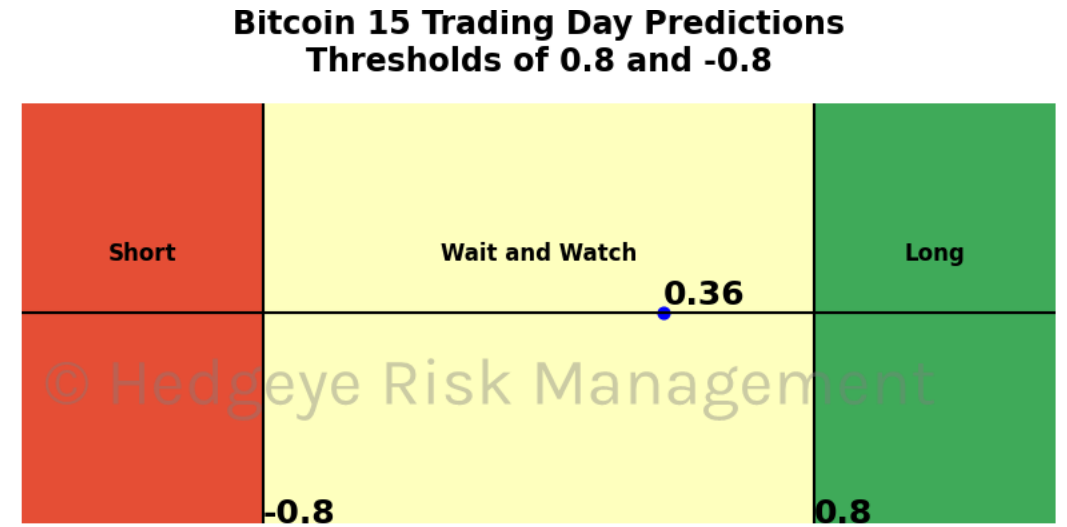 Bitcoin 15 Trading Day Predictions
Thresholds of 0.8 and -0.8
Short
Wait and Watch
Long
0.36
© Hedgeye Risk Management
-0.8
0.8